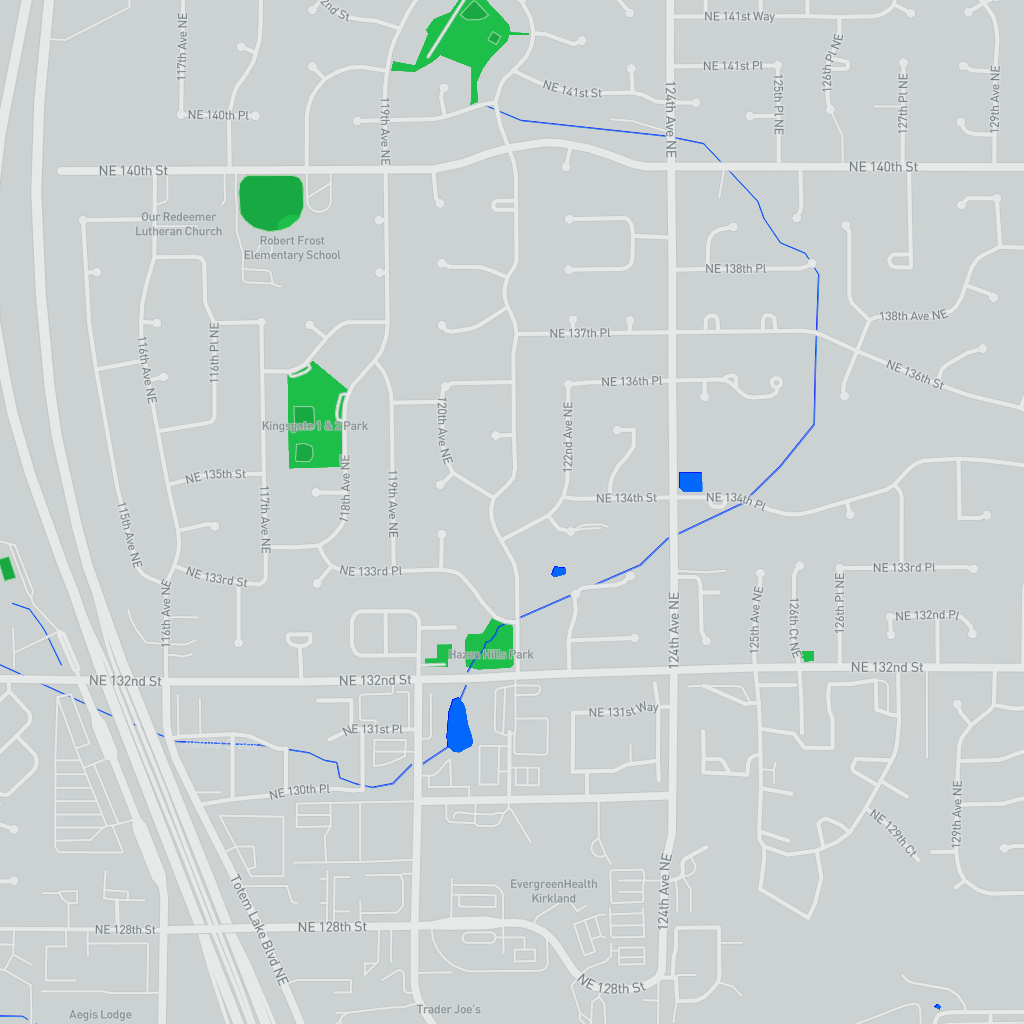 2nd St
117th Ave NE
NE 141st Way
126th Pl NE
NE 141st Pl
125th Pl NE
127th Pl NE
129th Ave NE
NE 141st St
124th Ave NE
119th Ave NE
NE 140th Pl
NE 140th St
NE 140th St
Our Redeemer
Lutheran Church
Robert Frost
Elementary School
NE 138th Pl
138th Ave NE
NE 137th Pl
116th Ave NE
116th Pl NE
NE 136th St
NE 136th Pl
120th Ave NE
122nd Ave NE
Kingsgate 1 & 2 Park
NE 135th St
118th Ave NE
119th Ave NE
117th Ave NE
115th Ave NE
NE 134th St
NE 134th Pl
NE 133rd St
NE 133rd Pl
NE 133rd Pl
116th Ave NE
124th Ave NE
125th Ave NE
126th Ct NE
126th Pl NE
NE 132nd Pl
Hazen Hills Park
NE 132nd St
NE 132nd St
NE 132nd St
NE 131st Way
NE 131st Pl
NE 130th Pl
NE 129th Ct
129th Ave NE
Totem Lake Blvd NE
EvergreenHealth
Kirkland
124th Ave NE
NE 128th St
NE 128th St
NE 128th St
Aegis Lodge
Trader Joe's